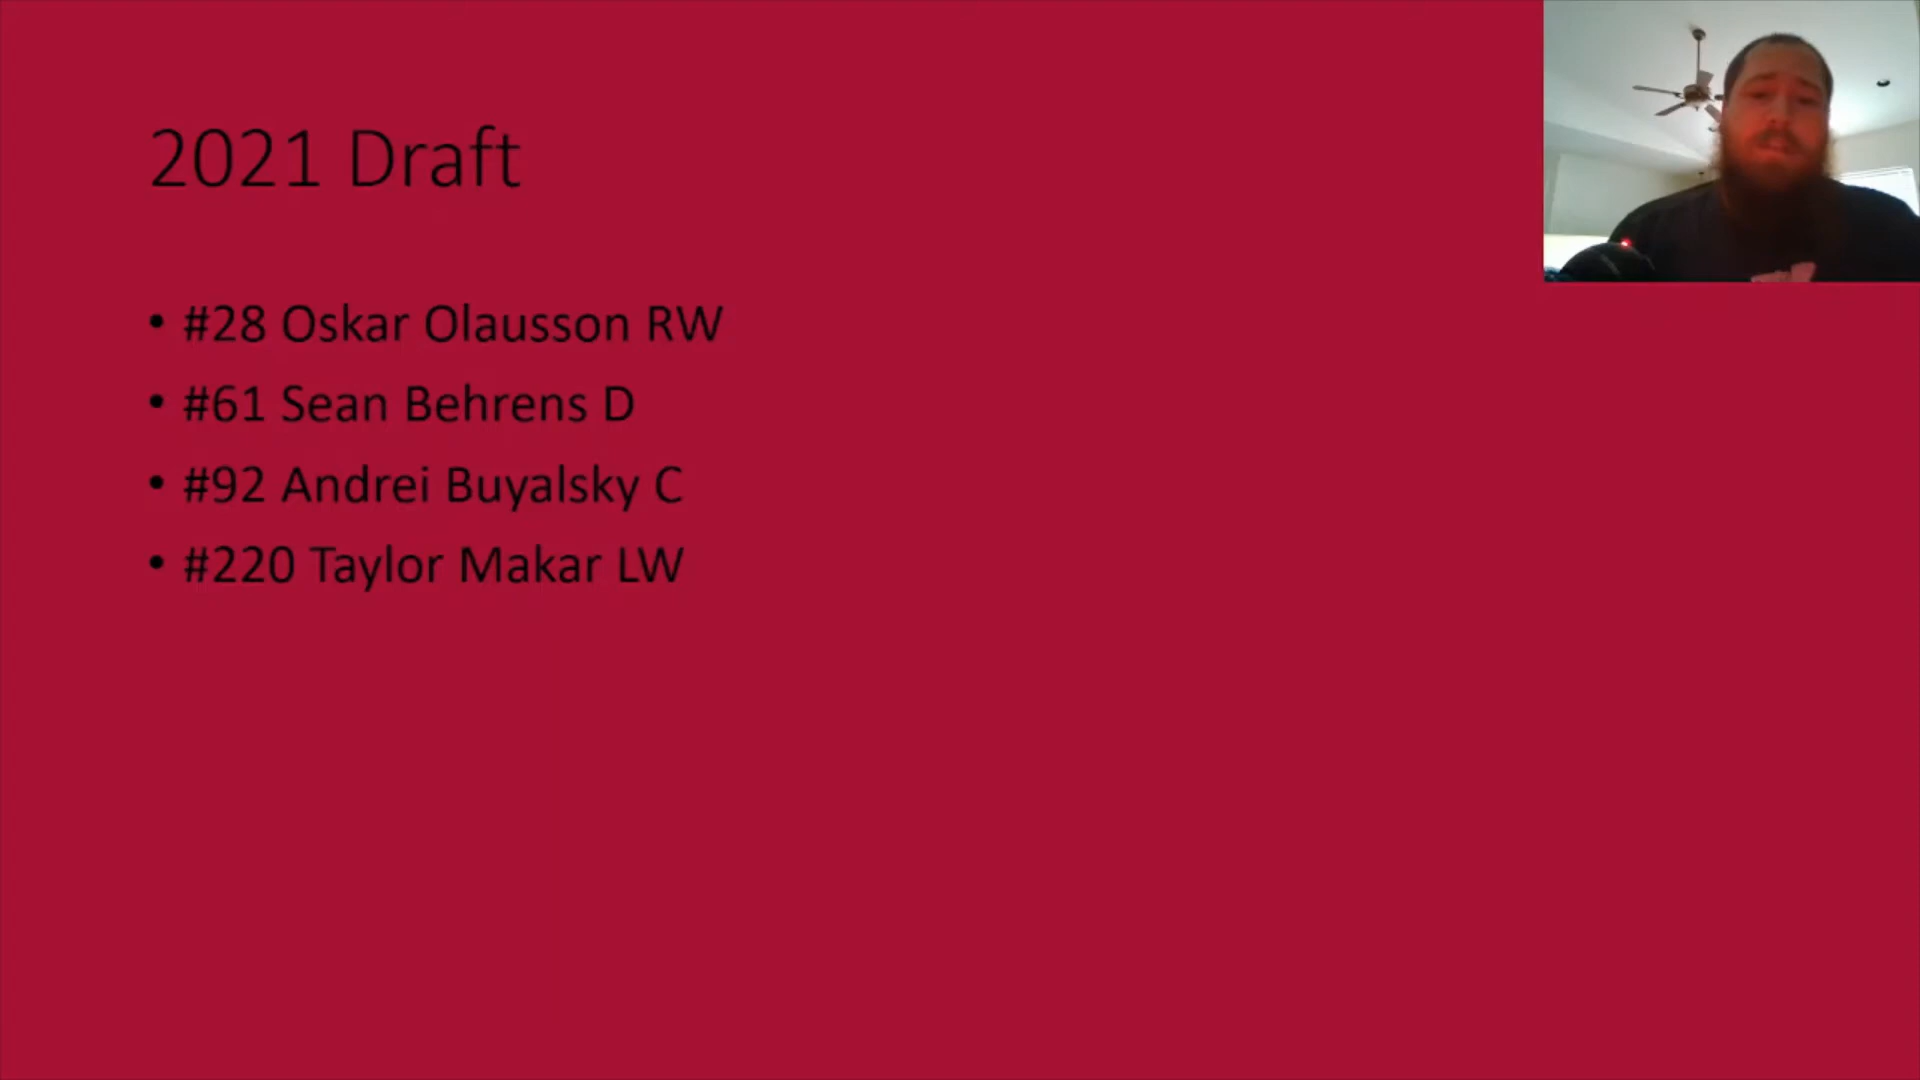 2021 Draft
• #28 Oskar Olausson RW
• #61 Sean Behrens D
• #92 Andrei Buyalsky C
• #220 Taylor Makar LW